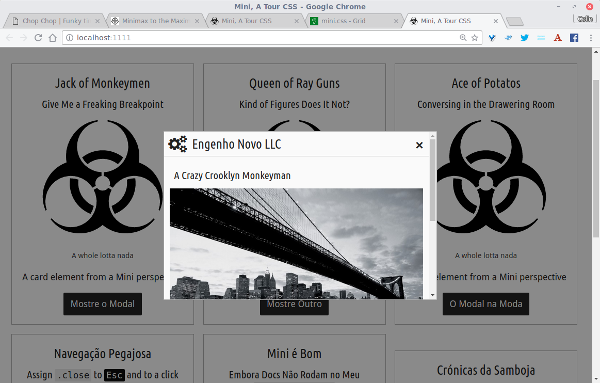 Mini, A Tour CSS - Google Chrome
Chop Chop | Funky F
Minimax to the Maxim
Mini, A Tour CSS
mini.css - Grid
Mini, A Tour CSS
Colin
localhost:1111
Jack of Monkeymen
Give Me a Freaking Breakpoint
A whole lotta nada
A card element from a Mini perspe
Mostre o Modal
Queen of Ray Guns
Kind of Figures Does It Not?
Mostre Outro
Ace of Potatos
Conversing in the Drawering Room
A whole lotta nada
element from a Mini perspective
O Modal na Moda
Engenho Novo LLC
A Crazy Crooklyn Monkeyman
Navegação Pegajosa
Assign .close to Esc and to a click
Mini é Bom
Embora Docs Não Rodam no Meu
Crónicas da Samboja